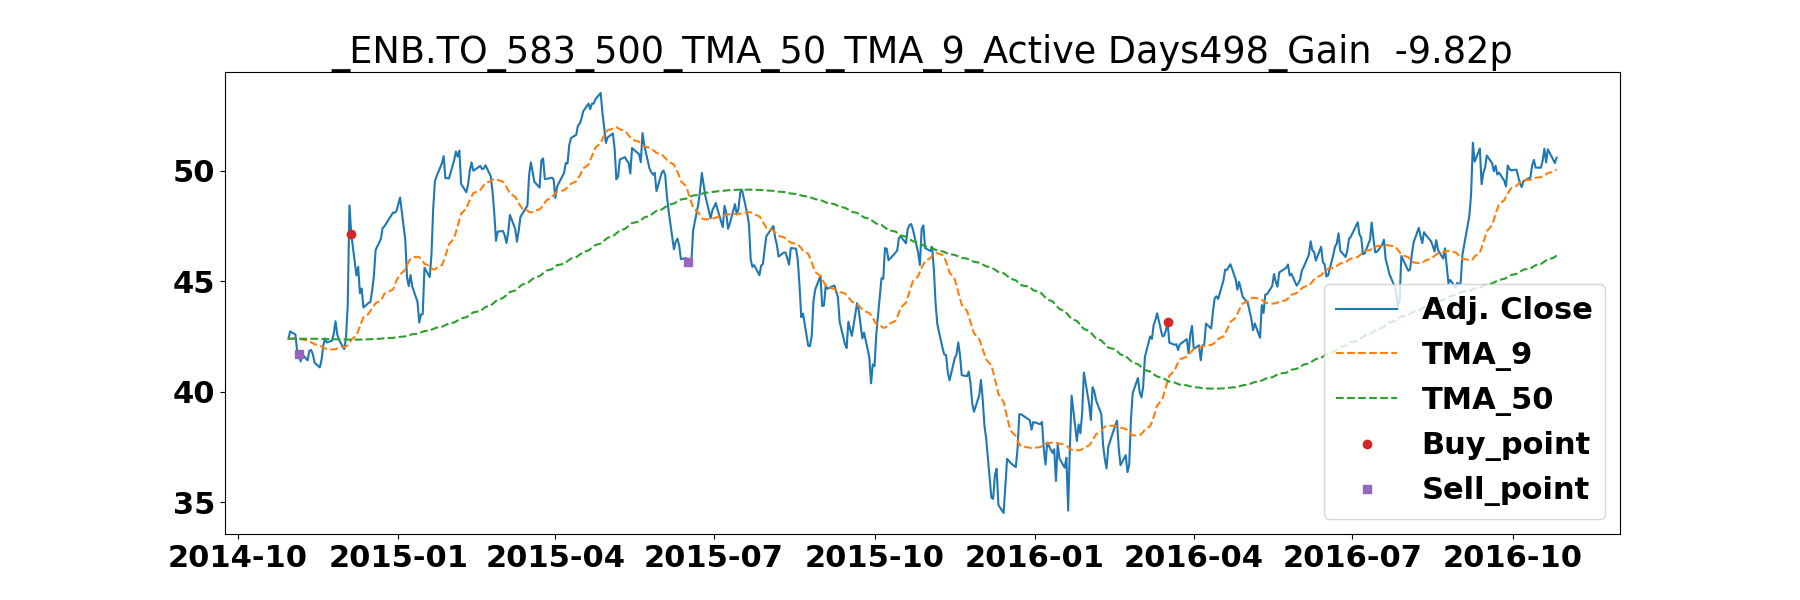 _ENB.TO_583_500_TMA_50_TMA_9_Active Days498_Gain  -9.82p
50
45
40
35
Adj. Close
TMA_9
TMA_50
Buy_point
Sell_point
2014-10 2015-01 2015-04 2015-07 2015-10 2016-01 2016-04 2016-07 2016-10